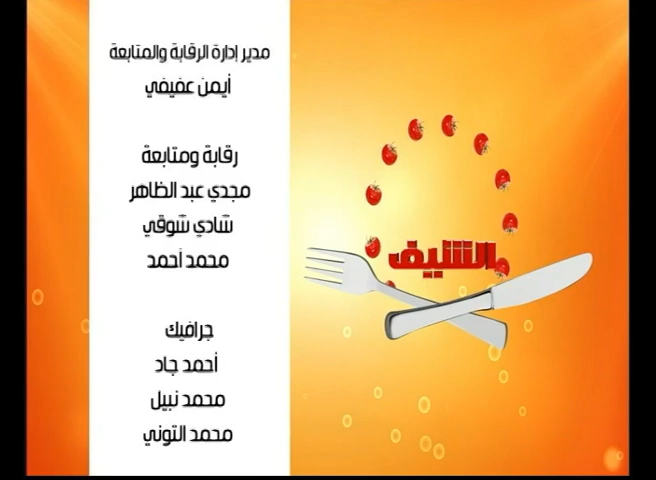 مدير إدارة الرقابة والمتابعة
أيمن عفيفي
رقابة ومتابعة
مجدي عبد الظاهر
شادي شوقي
محمد أحمد
جرافيك
أحمد جاد
محمد نبيل
محمد التوني
الشيف